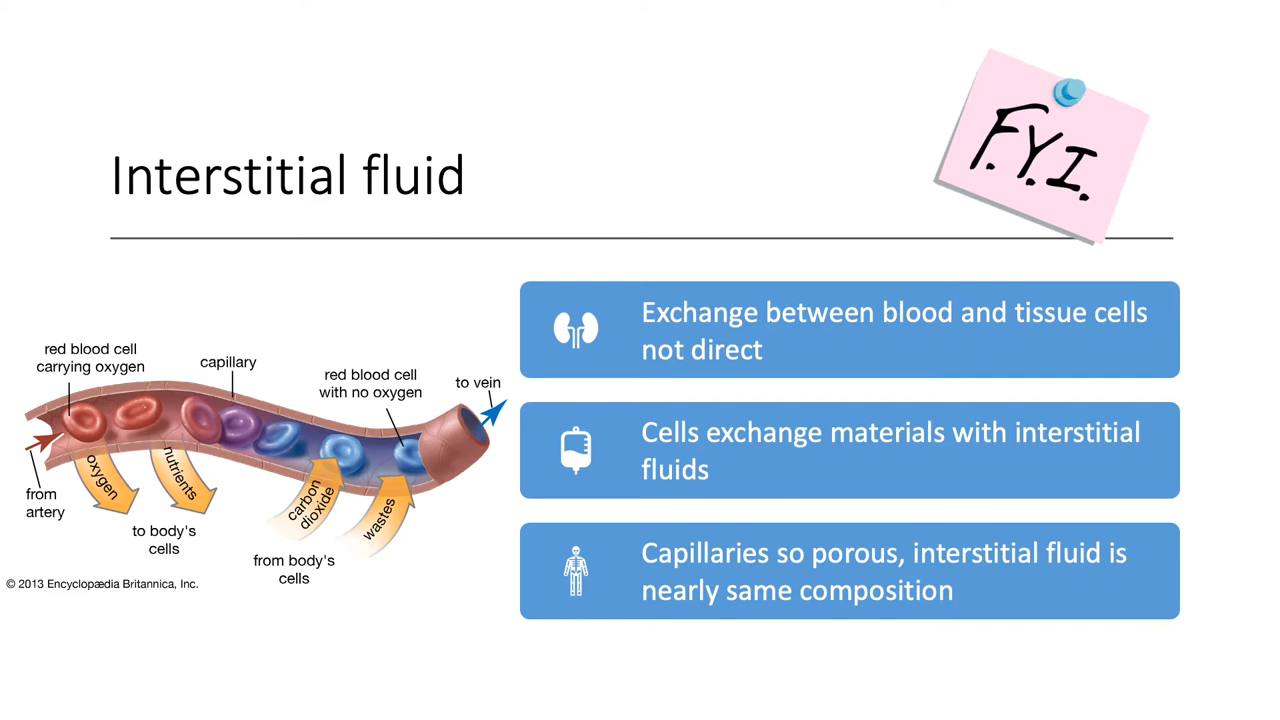 F.Y.I.
Interstitial fluid
red blood cell
carrying oxygen
capillary
red blood cell
with no oxygen
to vein
oxygen
nutrients
carbon
dioxide
wastes
from
artery
to body's
cells
from body's
cells
© 2013 Encyclopædia Britannica, Inc.
Exchange between blood and tissue cells
not direct
Cells exchange materials with interstitial
fluids
Capillaries so porous, interstitial fluid is
nearly same composition